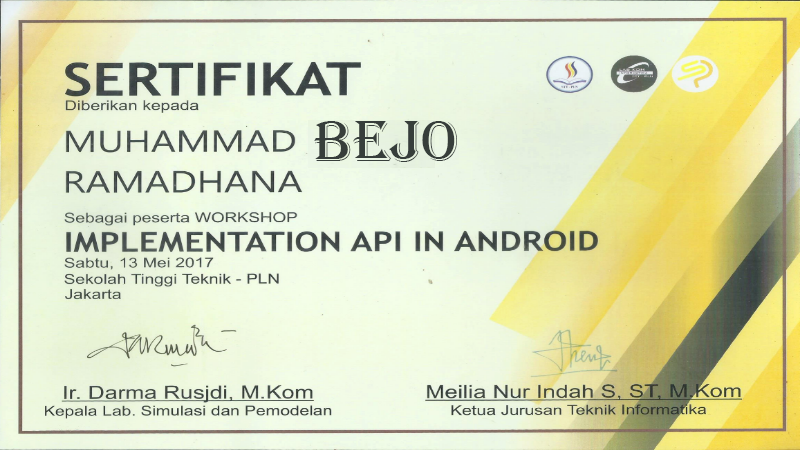 SERTIFIKAT
Diberikan kepada
MUHAMMAD BEJO
RAMADHANA
Sebagai peserta WORKSHOP
IMPLEMENTATION API IN ANDROID
Sabtu, 13 Mei 2017
Sekolah Tinggi Teknik - PLN
Jakarta
Ir. Darma Rusjdi, M.Kom
Kepala Lab. Simulasi dan Pemodelan
Meilia Nur Indah S, ST, M.Kom
Ketua Jurusan Teknik Informatika